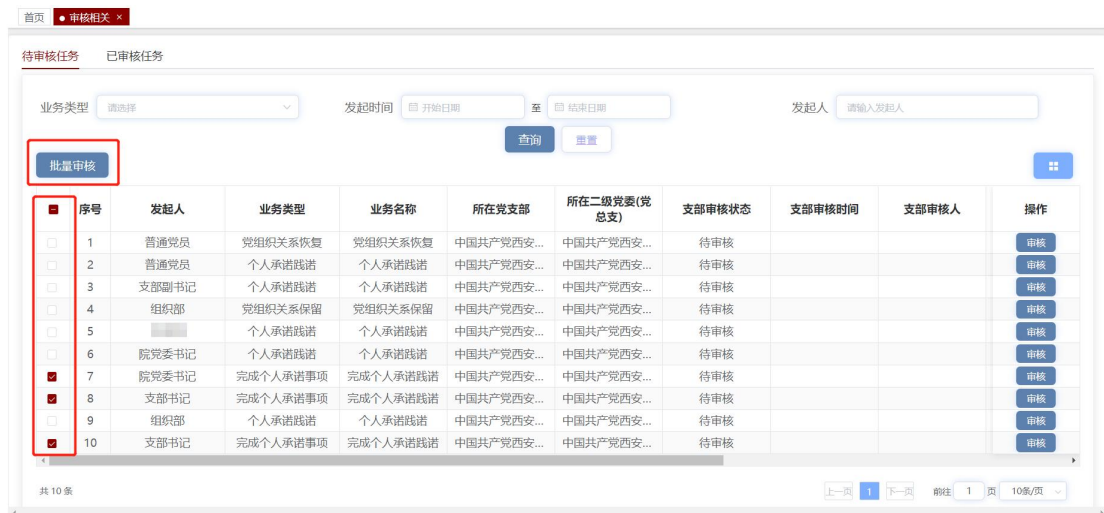 首页 ● 审核相关 ×
待审核任务 已审核任务
业务类型 请选择 发起时间 开始日期 至 结束日期 发起人 请输入发起人
查询 重置
批量审核
序号 发起人 业务类型 业务名称 所在党支部 所在二级党委(党总支) 支部审核状态 支部审核时间 支部审核人 操作
1 普通党员 党组织关系恢复 党组织关系恢复 中国共产党西安... 中国共产党西安... 待审核 审核
2 普通党员 个人承诺践诺 个人承诺践诺 中国共产党西安... 中国共产党西安... 待审核 审核
3 支部副书记 个人承诺践诺 个人承诺践诺 中国共产党西安... 中国共产党西安... 待审核 审核
4 组织部 党组织关系保留 党组织关系保留 中国共产党西安... 中国共产党西安... 待审核 审核
5 个人承诺践诺 个人承诺践诺 中国共产党西安... 中国共产党西安... 待审核 审核
6 院党委书记 个人承诺践诺 个人承诺践诺 中国共产党西安... 中国共产党西安... 待审核 审核
7 院党委书记 完成个人承诺事项 完成个人承诺践诺 中国共产党西安... 中国共产党西安... 待审核 审核
8 支部书记 完成个人承诺事项 完成个人承诺践诺 中国共产党西安... 中国共产党西安... 待审核 审核
9 组织部 个人承诺践诺 个人承诺践诺 中国共产党西安... 中国共产党西安... 待审核 审核
10 支部书记 完成个人承诺事项 完成个人承诺践诺 中国共产党西安... 中国共产党西安... 待审核 审核
共 10 条 上一页 1 下一页 前往 1 页 10条/页